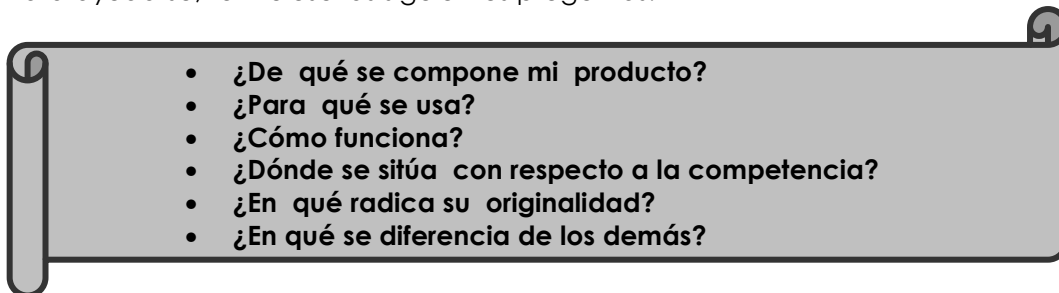 • ¿De qué se compone mi producto?
• ¿Para qué se usa?
• ¿Cómo funciona?
• ¿Dónde se sitúa con respecto a la competencia?
• ¿En qué radica su originalidad?
• ¿En qué se diferencia de los demás?